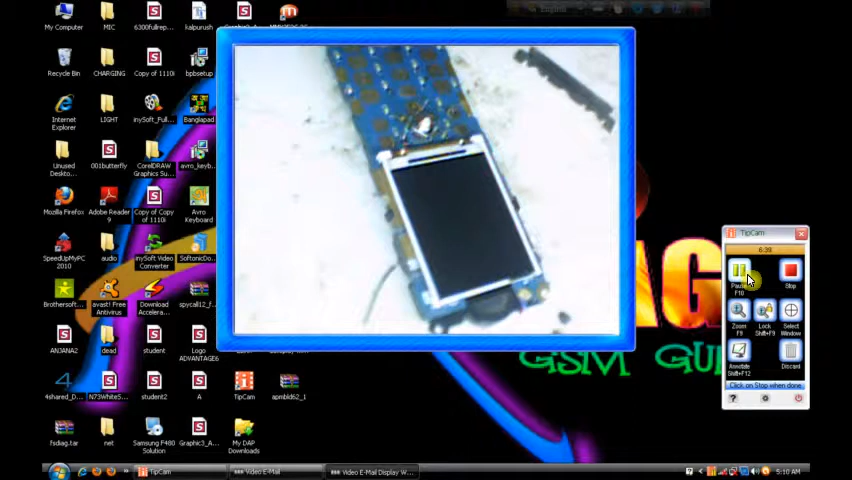 My Computer
MIC
6300fullrep...
kalpurush
Recycle Bin
CHARGING
Copy of 1110i
bpbsetup
Internet
Explorer
LIGHT
inySoft_Full...
Banglapad
Unused
Deskto...
001butterfly
CorelDRAW
Graphics Su...
avro_keyb...
Mozilla Firefox
Adobe Reader
9
Copy of Copy
of 1110i
Avro
Keyboard
SpeedUpMyPC
2010
audio
inySoft Video
Converter
SoftonicDo...
Brothersoft...
avast! Free
Antivirus
Download
Accelera...
spycall12_f...
ANJANA2
dead
student
Logo
ADVANTAGE6
4shared_D...
N73WhiteS...
student2
A
TipCam
apmbld62_1
fsdiag.tar
net
Samsung F480
Solution
Graphic3_A...
My DAP
Downloads
English
TipCam
6:39
Pause
F10
Stop
Zoom
F9
Lock
Shift+F9
Select
Window
Annotate
Shift+F12
Discard
Click on Stop when done
AG
GSM GU
TipCam
Video E-Mail
Video E-Mail Display W...
5:10 AM